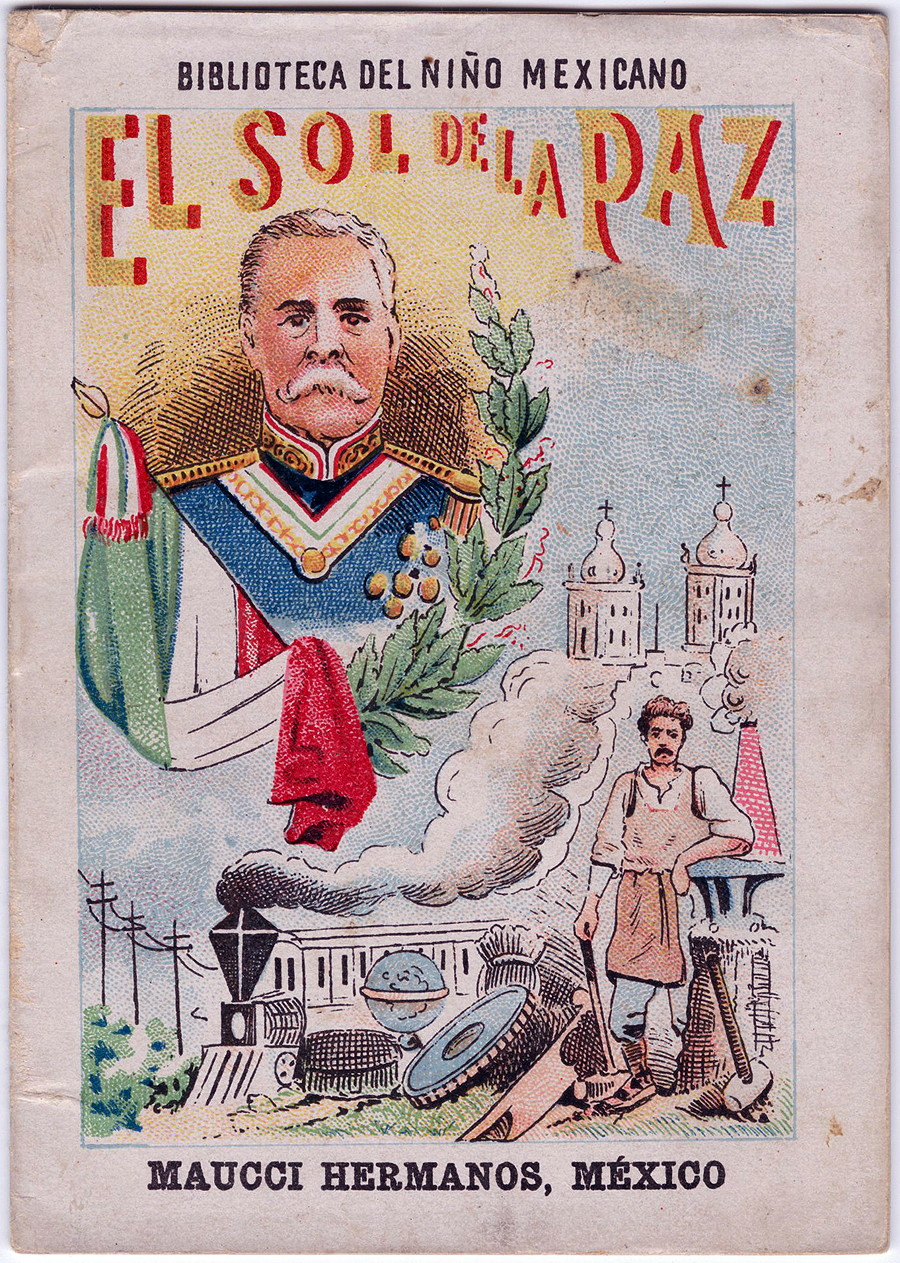 BIBLIOTECA DEL NIÑO MEXICANO
EL SOL DE LA PAZ
MAUCCI HERMANOS, MÉXICO